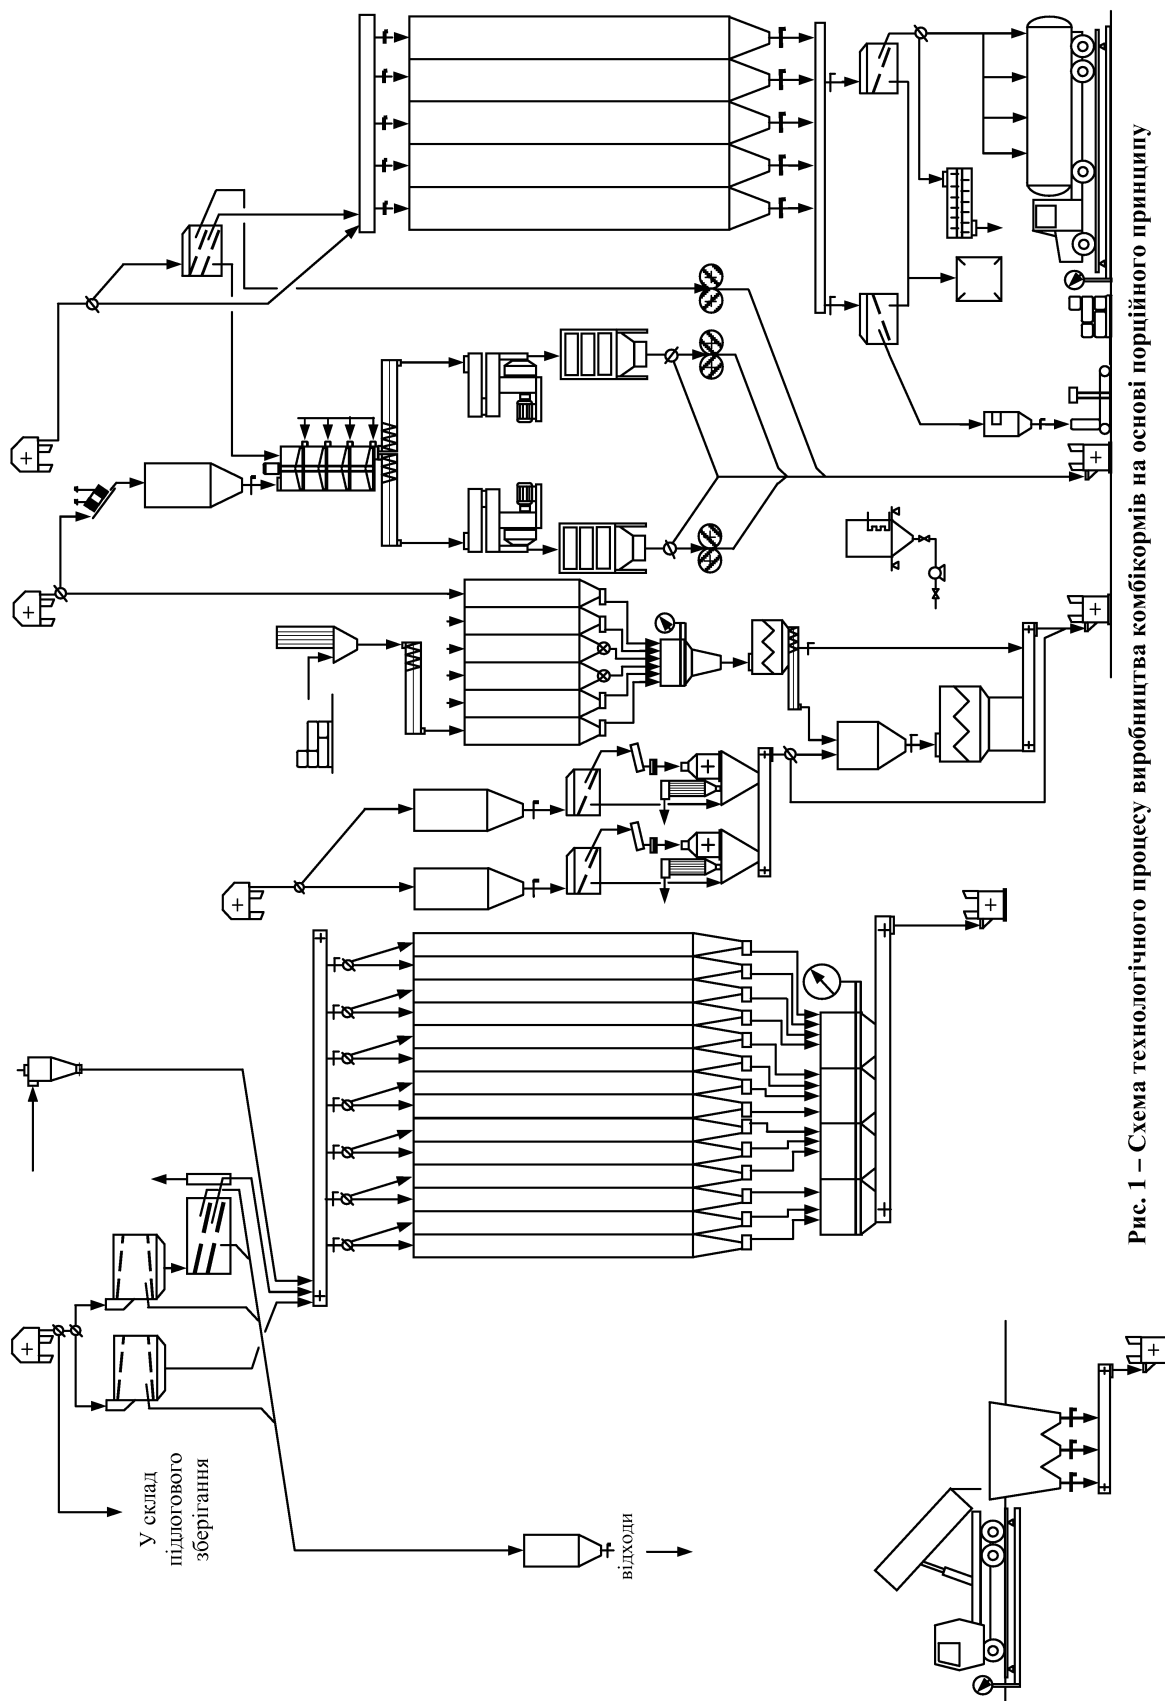 У склад
підлогового
зберігання
відходи
Рис. 1 – Схема технологічного процесу виробництва комбікормів на основі порційного принципу